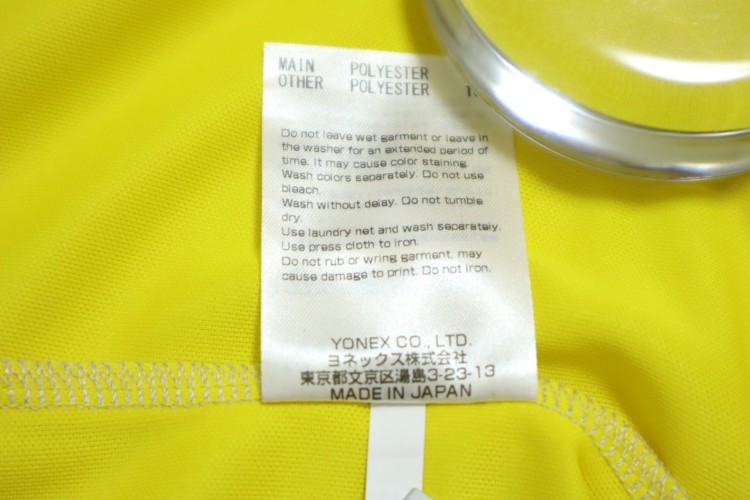 MAIN POLYESTER
OTHER POLYESTER
Do not leave wet garment or leave in
the washer for an extended period of
time. It may cause color staining.
Wash colors separately. Do not use
bleach.
Wash without delay. Do not tumble
dry.
Use laundry net and wash separately.
Use press cloth to iron.
Do not rub or wring garment, may
cause damage to print. Do not iron.
YONEX CO., LTD.
ヨネックス株式会社
東京都文京区湯島3-23-13
MADE IN JAPAN